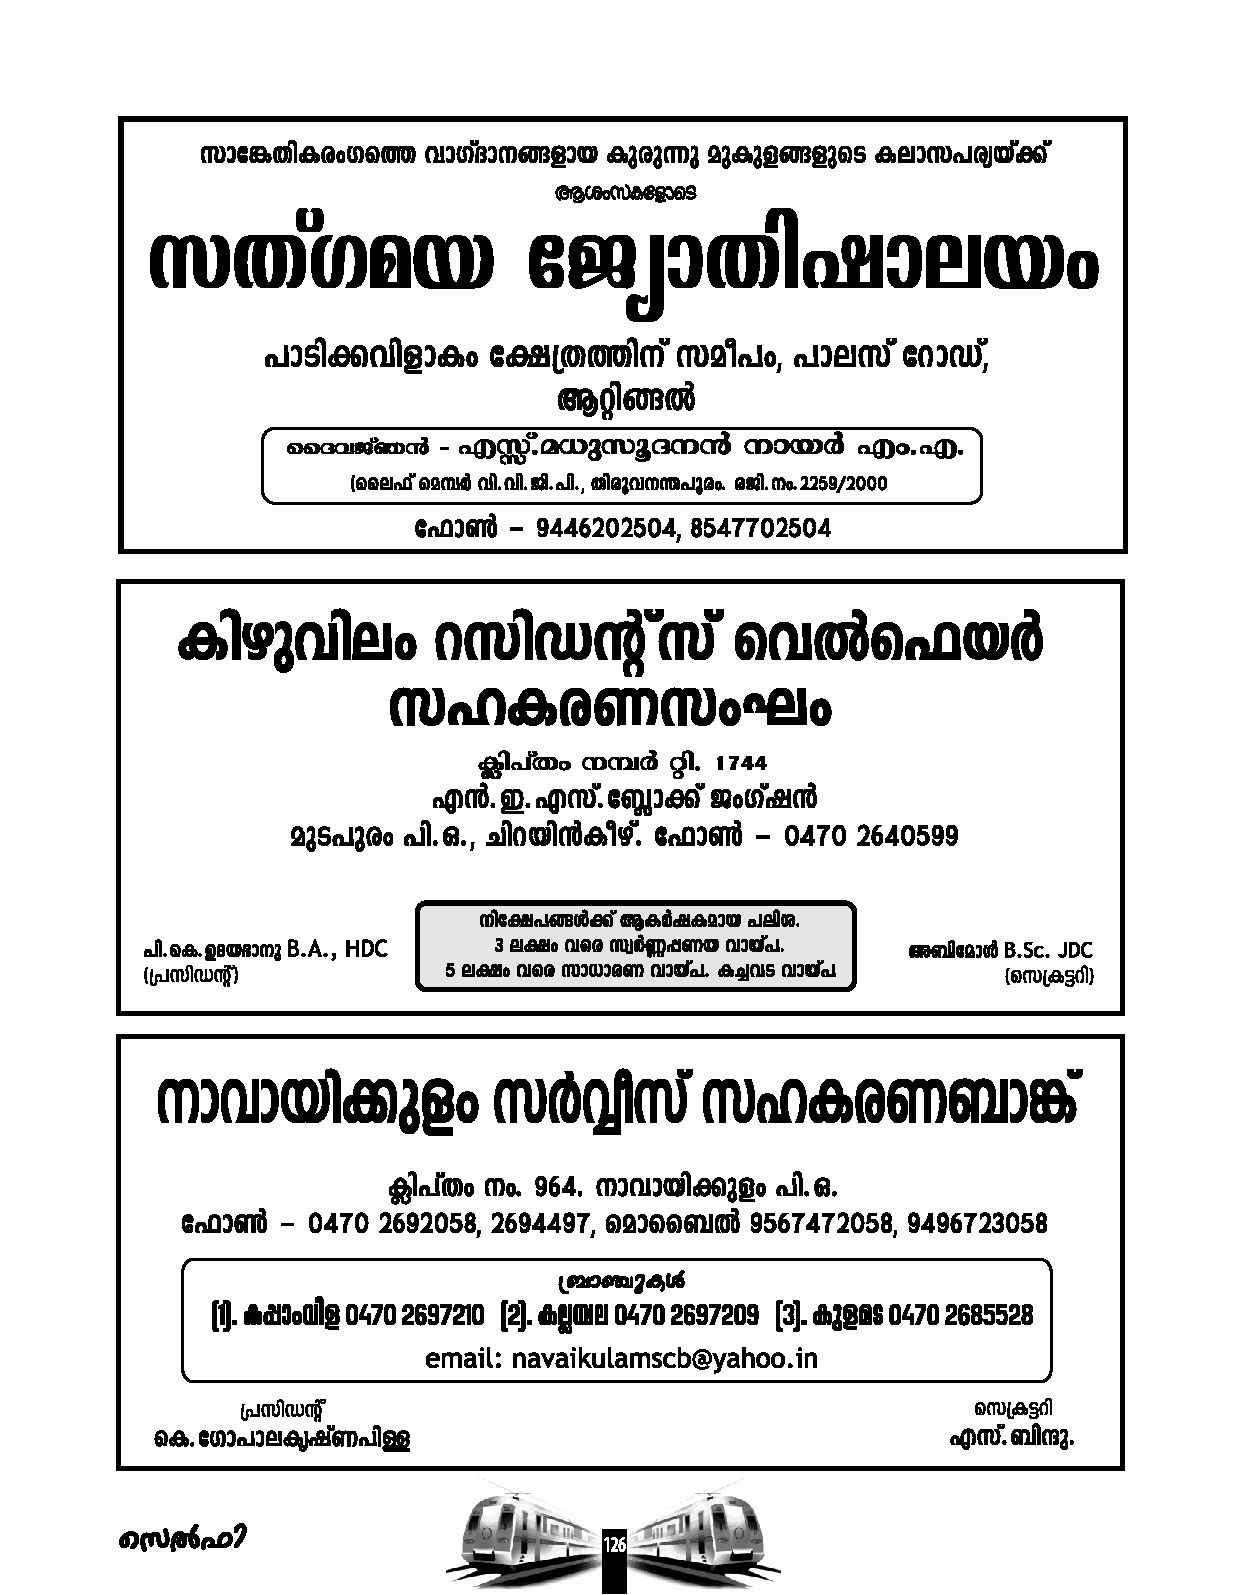 സാങ്കേതികരംഗത്തെ വാഗ്ദാനങ്ങളായ കുരുന്നു മുകുളങ്ങളുടെ കലാസപര്യയ്ക്ക്
ആശംസകളോടെ
സത്ഗമയ ജ്യോതിഷാലയം
പാടിക്കവിളാകം ക്ഷേത്രത്തിന് സമീപം, പാലസ് റോഡ്,
ആറ്റിങ്ങൽ
ദൈവജ്ഞൻ - എസ്സ്.മധുസൂദനൻ നായർ എം.എ.
(ലൈഫ് മെമ്പർ വി.വി.ജി.പി., തിരുവനന്തപുരം. രജി.നം.2259/2000
ഫോൺ - 9446202504, 8547702504
കിഴുവിലം റസിഡന്റ്സ് വെൽഫെയർ
സഹകരണസംഘം
ക്ലിപ്തം നമ്പർ റ്റി. 1744
എൻ.ഇ.എസ്.ബ്ലോക്ക് ജംഗ്ഷൻ
മുടപുരം പി.ഒ., ചിറയിൻകീഴ്. ഫോൺ - 0470 2640599
നിക്ഷേപങ്ങൾക്ക് ആകർഷകമായ പലിശ.
3 ലക്ഷം വരെ സ്വർണ്ണപ്പണയ വായ്പ.
5 ലക്ഷം വരെ സാധാരണ വായ്പ. കച്ചവട വായ്പ
പി.കെ.ഉദയഭാനു B.A., HDC
(പ്രസിഡന്റ്)
അബിമോൾ B.Sc. JDC
(സെക്രട്ടറി)
നാവായിക്കുളം സർവ്വീസ് സഹകരണബാങ്ക്
ക്ലിപ്തം നം. 964. നാവായിക്കുളം പി.ഒ.
ഫോൺ - 0470 2692058, 2694497, മൊബൈൽ 9567472058, 9496723058
ബ്രാഞ്ചുകൾ
(1). കപ്പാംവിള 0470 2697210 (2). കല്ലമ്പലം 0470 2697209 (3). കുളമട 0470 2685528
email: navaikulamscb@yahoo.in
പ്രസിഡന്റ്
കെ.ഗോപാലകൃഷ്ണപിള്ള
സെക്രട്ടറി
എസ്.ബിന്ദു.
സെൽഫി
126